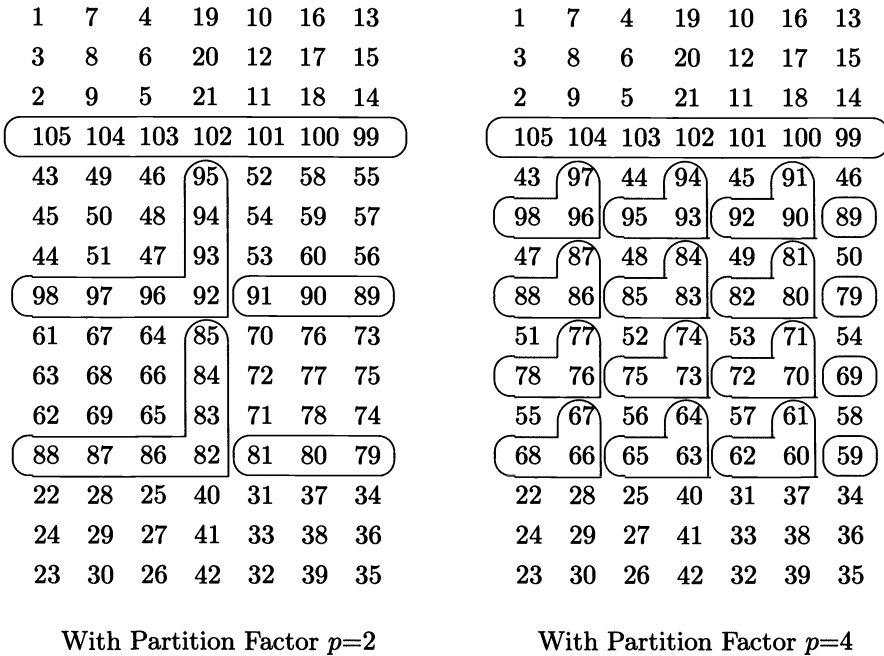 1 7 4 19 10 16 13
3 8 6 20 12 17 15
2 9 5 21 11 18 14
105 104 103 102 101 100 99
43 49 46 95 52 58 55
45 50 48 94 54 59 57
44 51 47 93 53 60 56
98 97 96 92 91 90 89
61 67 64 85 70 76 73
63 68 66 84 72 77 75
62 69 65 83 71 78 74
88 87 86 82 81 80 79
22 28 25 40 31 37 34
24 29 27 41 33 38 36
23 30 26 42 32 39 35
With Partition Factor p=2
1 7 4 19 10 16 13
3 8 6 20 12 17 15
2 9 5 21 11 18 14
105 104 103 102 101 100 99
43 97 44 94 45 91 46
98 96 95 93 92 90 89
47 87 48 84 49 81 50
88 86 85 83 82 80 79
51 77 52 74 53 71 54
78 76 75 73 72 70 69
55 67 56 64 57 61 58
68 66 65 63 62 60 59
22 28 25 40 31 37 34
24 29 27 41 33 38 36
23 30 26 42 32 39 35
With Partition Factor p=4